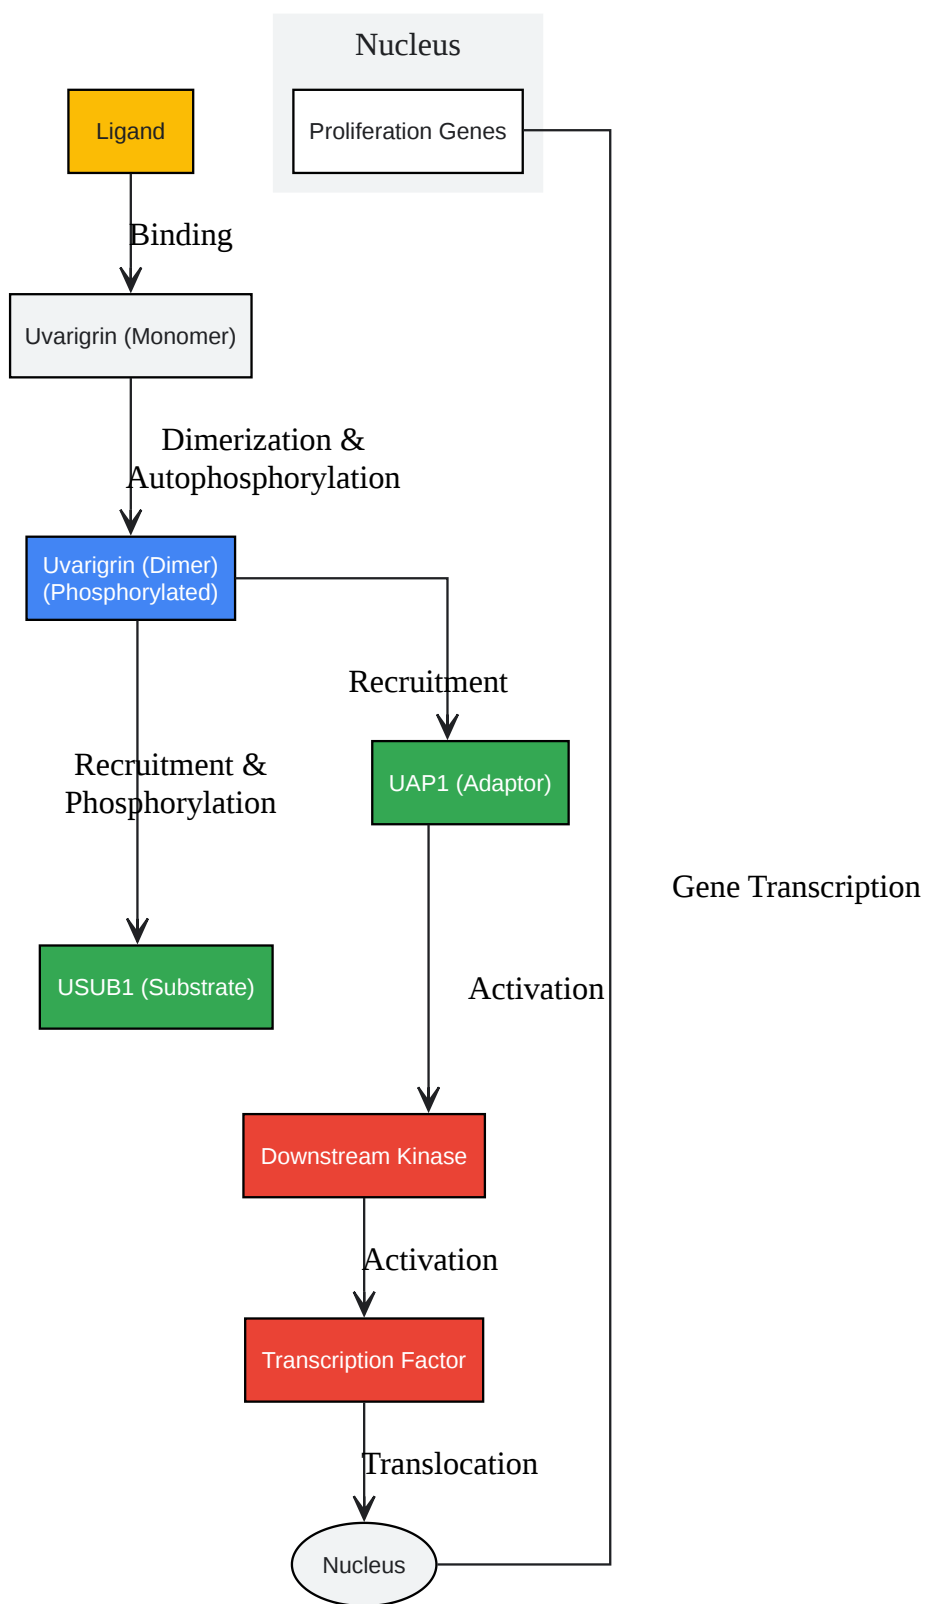 Nucleus
Ligand
Proliferation Genes
Binding
Uvarigrin (Monomer)
Dimerization &
Autophosphorylation
Uvarigrin (Dimer)
(Phosphorylated)
Recruitment
Recruitment &
Phosphorylation
UAP1 (Adaptor)
Gene Transcription
USUB1 (Substrate)
Activation
Downstream Kinase
Activation
Transcription Factor
Translocation
Nucleus